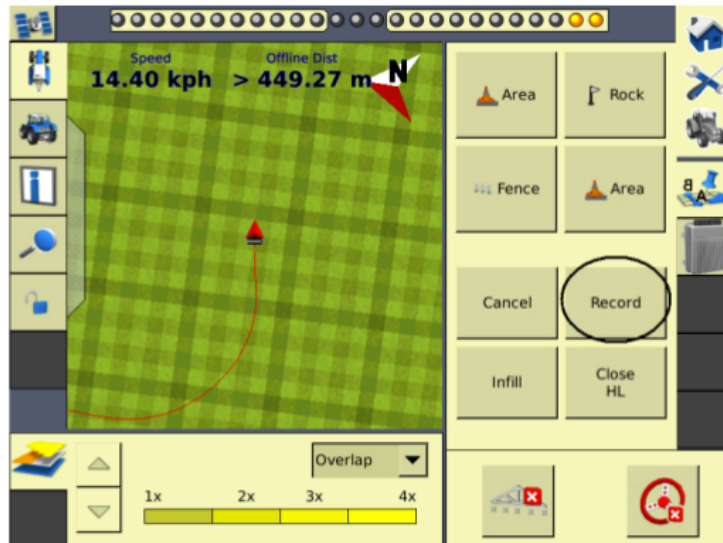 Speed
Offline Dist
14.40 kph
> 449.27 m
N
Area
Rock
Fence
Area
Cancel
Record
Infill
Close
HL
Overlap
1x
2x
3x
4x
A
B